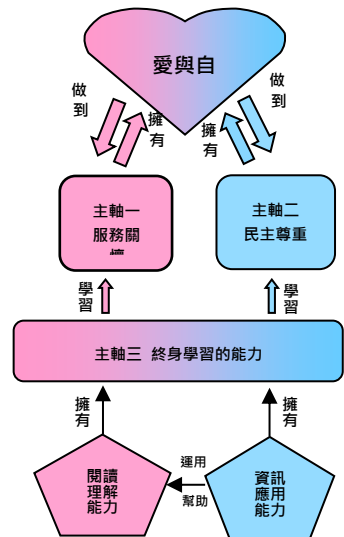 愛與自
做
到
擁
有
擁
有
做
到
主軸一
服務關
主軸二
民主尊重
學
習
學
習
主軸三 終身學習的能力
擁
有
擁
有
閱讀
理解
能力
運用
幫助
資訊
應用
能力